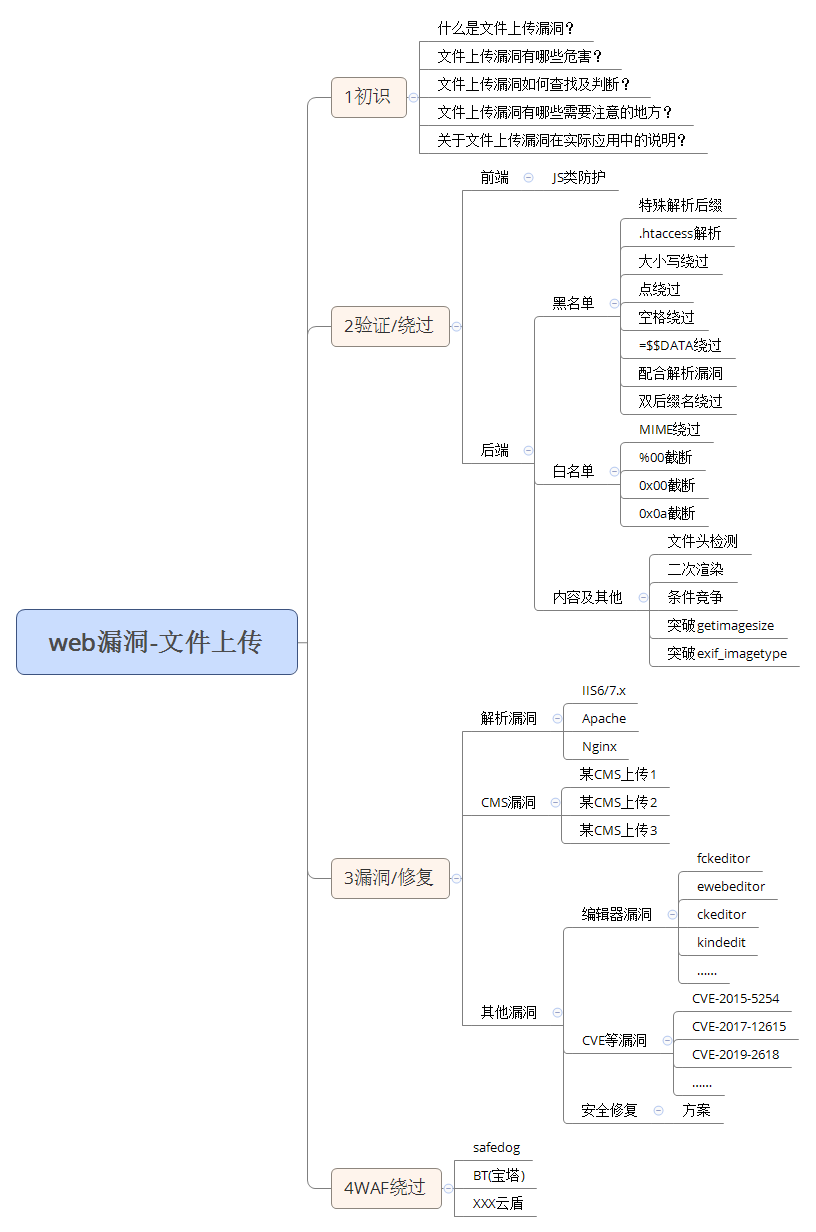 什么是文件上传漏洞？
文件上传漏洞有哪些危害？
文件上传漏洞如何查找及判断？
文件上传漏洞有哪些需要注意的地方？
关于文件上传漏洞在实际应用中的说明？
1初识
前端
JS类防护
特殊解析后缀
.htaccess解析
大小写绕过
点绕过
空格绕过
=$$DATA绕过
配合解析漏洞
双后缀名绕过
黑名单
2验证/绕过
后端
MIME绕过
%00截断
0x00截断
0x0a截断
白名单
文件头检测
二次渲染
条件竞争
突破getimagesize
突破exif_imagetype
内容及其他
web漏洞-文件上传
IIS6/7.x
Apache
Nginx
解析漏洞
某CMS上传1
某CMS上传2
某CMS上传3
CMS漏洞
3漏洞/修复
fckeditor
ewebeditor
ckeditor
kindedit
……
编辑器漏洞
其他漏洞
CVE-2015-5254
CVE-2017-12615
CVE-2019-2618
……
CVE等漏洞
安全修复
方案
safedog
BT(宝塔)
XXX云盾
4WAF绕过